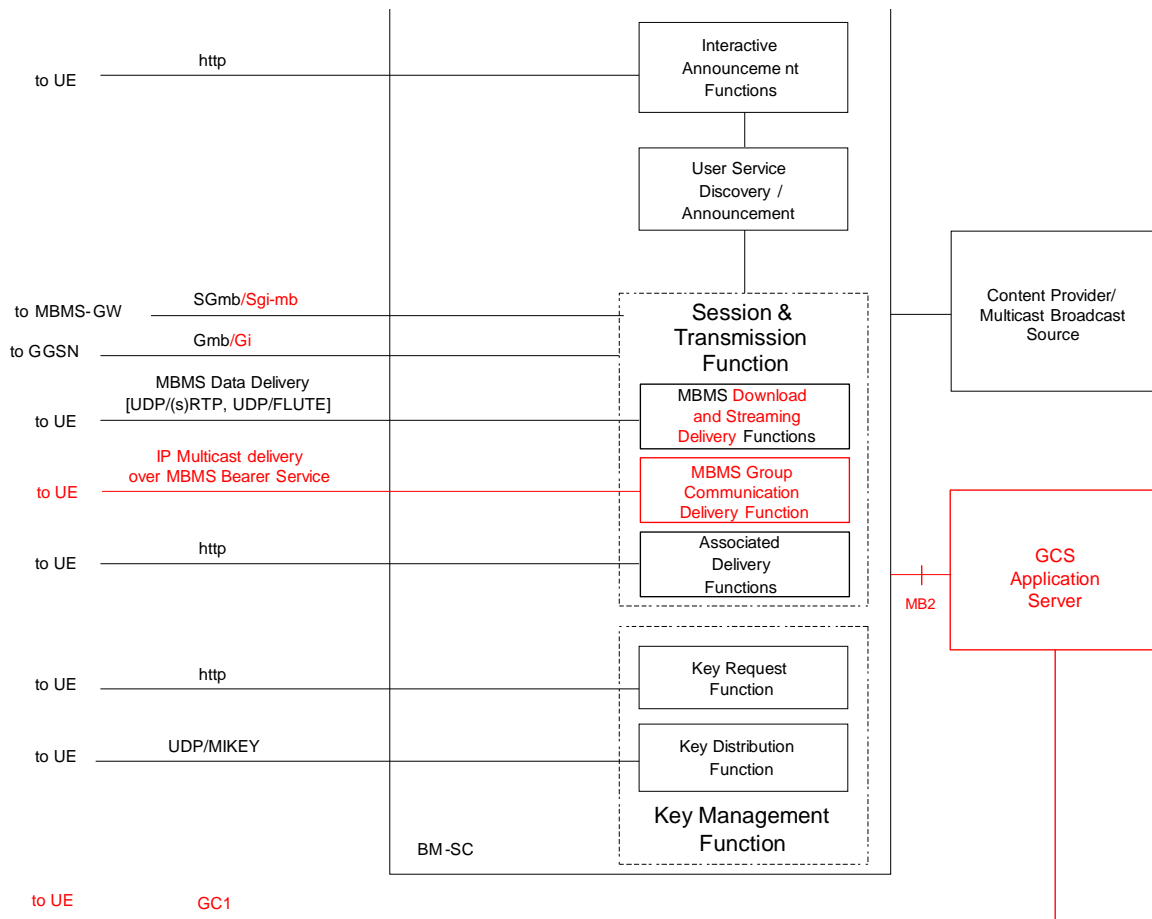 Interactive
Announceme nt
Functions
http
to UE
User Service
Discovery /
Announcement
SGmb/Sgi-mb
to MBMS-GW
Gmb/Gi
to GGSN
Session &
Transmission
Function
Content Provider/
Multicast Broadcast
Source
MBMS Data Delivery
[UDP/(s)RTP, UDP/FLUTE]
to UE
MBMS Download
and Streaming
Delivery Functions
IP Multicast delivery
over MBMS Bearer Service
to UE
MBMS Group
Communication
Delivery Function
http
to UE
Associated
Delivery
Functions
MB2
GCS
Application
Server
http
to UE
Key Request
Function
UDP/MIKEY
to UE
Key Distribution
Function
Key Management
Function
BM-SC
to UE
GC1